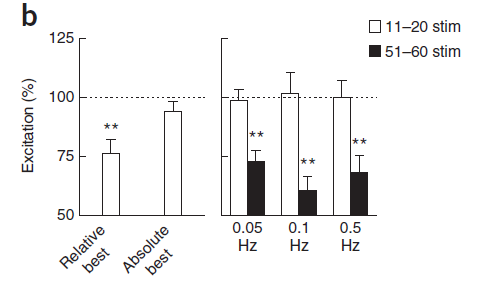 b
11–20 stim
51–60 stim
Excitation (%)
125
100
75
50
**
**
**
**
Relative
best
Absolute
best
0.05
Hz
0.1
Hz
0.5
Hz